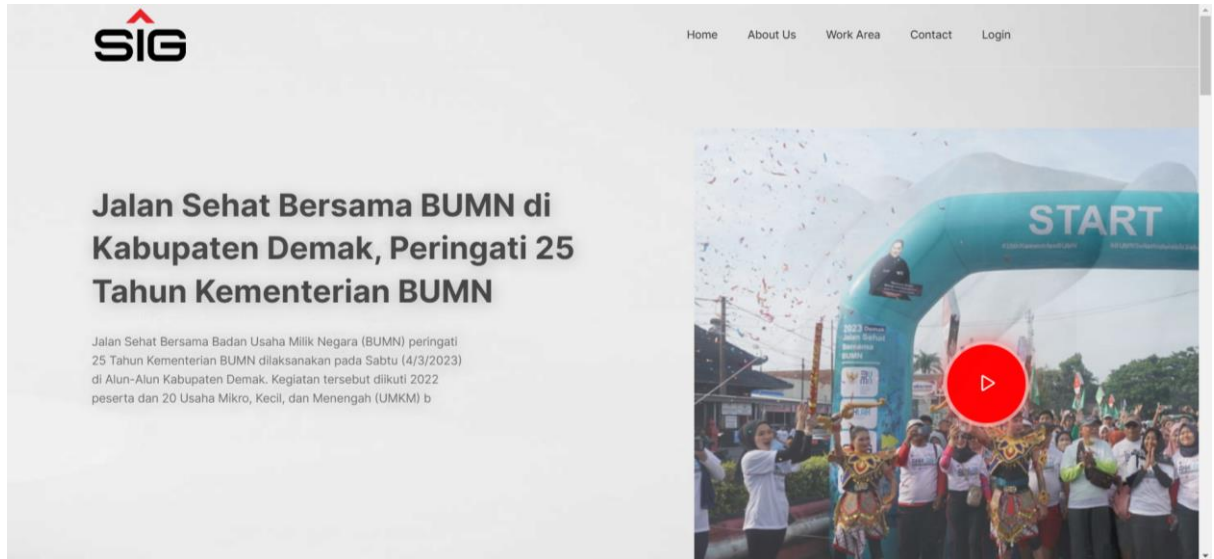 SIG
Home About Us Work Area Contact Login
Jalan Sehat Bersama BUMN di
Kabupaten Demak, Peringati 25
Tahun Kementerian BUMN
Jalan Sehat Bersama Badan Usaha Milik Negara (BUMN) peringati
25 Tahun Kementerian BUMN dilaksanakan pada Sabtu (4/3/2023)
di Alun-Alun Kabupaten Demak. Kegiatan tersebut diikuti 2022
peserta dan 20 Usaha Mikro, Kecil, dan Menengah (UMKM) b
START
2023 Demak
Jalan Sehat
Bersama
BUMN